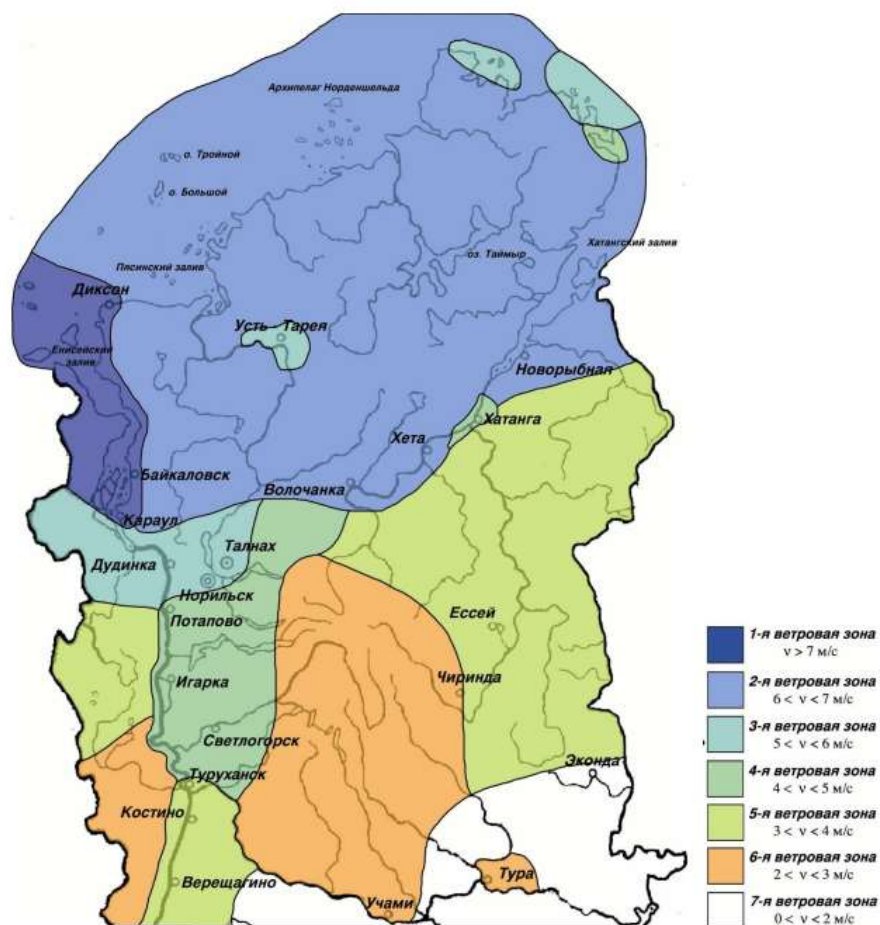 Архипелаг Норденшельда
о. Тройной
о. Большой
Хатангский залив
оз. Таймыр
Пясинский залив
Диксон
Усть - Тарея
Енисейский
залив
Новорыбная
Хатанга
Хета
Байкаловск
Волочанка
Караул
Талнах
Дудинка
Норильск
Потапово
Ессей
Игарка
Чиринда
Светлогорск
Туруханск
Эконда
Костино
Верещагино
Тура
Учами
1-я ветровая зона
v > 7 м/с
2-я ветровая зона
6 < v < 7 м/с
3-я ветровая зона
5 < v < 6 м/с
4-я ветровая зона
4 < v < 5 м/с
5-я ветровая зона
3 < v < 4 м/с
6-я ветровая зона
2 < v < 3 м/с
7-я ветровая зона
0 < v < 2 м/с